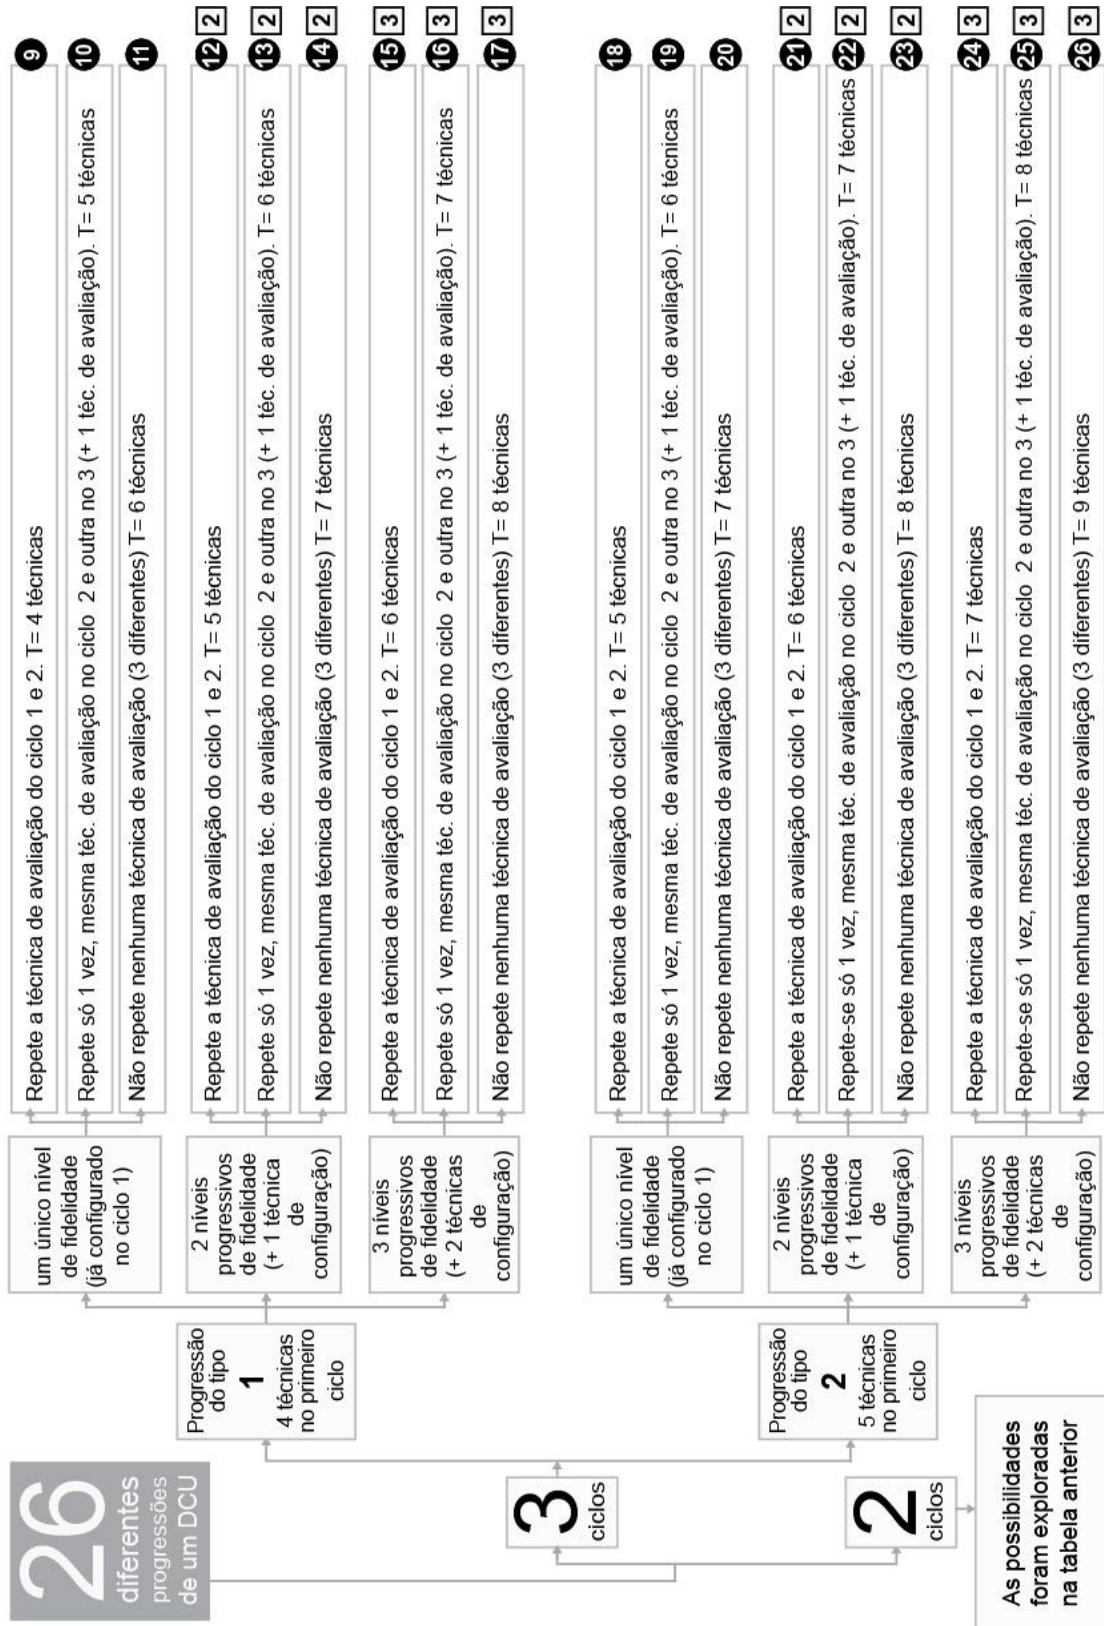 26
diferentes
progressões
de um DCU
3
ciclos
2
ciclos
As possibilidades
foram exploradas
na tabela anterior
Progressão
do tipo
1
4 técnicas
no primeiro
ciclo
um único nível
de fidelidade
(já configurado
no ciclo 1)
Repete a técnica de avaliação do ciclo 1 e 2. T= 4 técnicas 9
Repete só 1 vez, mesma téc. de avaliação no ciclo 2 e outra no 3 (+ 1 téc. de avaliação). T= 5 técnicas 10
Não repete nenhuma técnica de avaliação (3 diferentes) T= 6 técnicas 11
2 níveis
progressivos
de fidelidade
(+ 1 técnica
de
configuração)
Repete a técnica de avaliação do ciclo 1 e 2. T= 5 técnicas 12 2
Repete só 1 vez, mesma téc. de avaliação no ciclo 2 e outra no 3 (+ 1 téc. de avaliação). T= 6 técnicas 13 2
Não repete nenhuma técnica de avaliação (3 diferentes) T= 7 técnicas 14 2
3 níveis
progressivos
de fidelidade
(+ 2 técnicas
de
configuração)
Repete a técnica de avaliação do ciclo 1 e 2. T= 6 técnicas 15 3
Repete só 1 vez, mesma téc. de avaliação no ciclo 2 e outra no 3 (+ 1 téc. de avaliação). T= 7 técnicas 16 3
Não repete nenhuma técnica de avaliação (3 diferentes) T= 8 técnicas 17 3
Progressão
do tipo
2
5 técnicas
no primeiro
ciclo
um único nível
de fidelidade
(já configurado
no ciclo 1)
Repete a técnica de avaliação do ciclo 1 e 2. T= 5 técnicas 18
Repete só 1 vez, mesma téc. de avaliação no ciclo 2 e outra no 3 (+ 1 téc. de avaliação). T= 6 técnicas 19
Não repete nenhuma técnica de avaliação (3 diferentes) T= 7 técnicas 20
2 níveis
progressivos
de fidelidade
(+ 1 técnica
de
configuração)
Repete a técnica de avaliação do ciclo 1 e 2. T= 6 técnicas 21 2
Repete-se só 1 vez, mesma téc. de avaliação no ciclo 2 e outra no 3 (+ 1 téc. de avaliação). T= 7 técnicas 22 2
Não repete nenhuma técnica de avaliação (3 diferentes) T= 8 técnicas 23 2
3 níveis
progressivos
de fidelidade
(+ 2 técnicas
de
configuração)
Repete a técnica de avaliação do ciclo 1 e 2. T= 7 técnicas 24 3
Repete-se só 1 vez, mesma téc. de avaliação no ciclo 2 e outra no 3 (+ 1 téc. de avaliação). T= 8 técnicas 25 3
Não repete nenhuma técnica de avaliação (3 diferentes) T= 9 técnicas 26 3